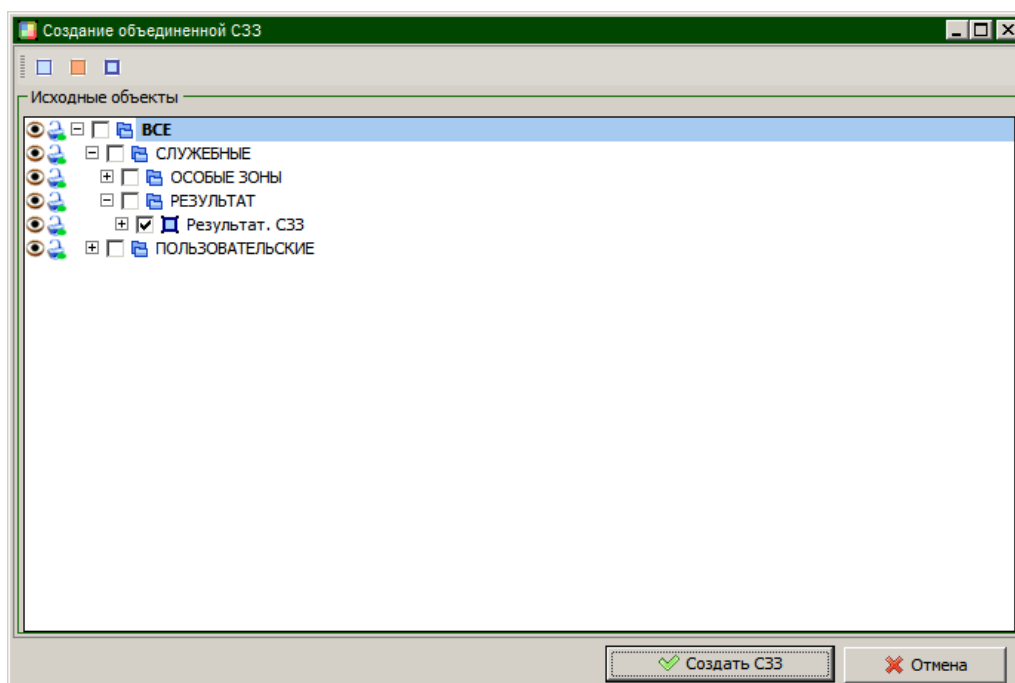 Создание объединенной СЗЗ
Исходные объекты
ВСЕ
СЛУЖЕБНЫЕ
ОСОБЫЕ ЗОНЫ
РЕЗУЛЬТАТ
Результат. СЗЗ
ПОЛЬЗОВАТЕЛЬСКИЕ
Создать СЗЗ
Отмена